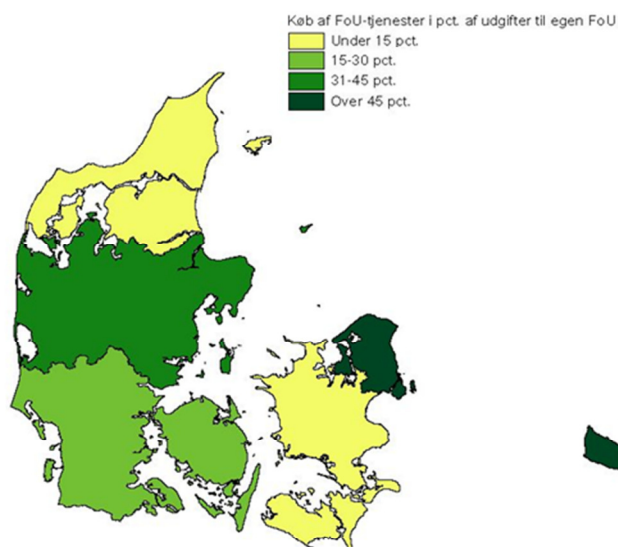 Køb af FoU-tjenester i pct. af udgifter til egen FoU
Under 15 pct.
15-30 pct.
31-45 pct.
Over 45 pct.